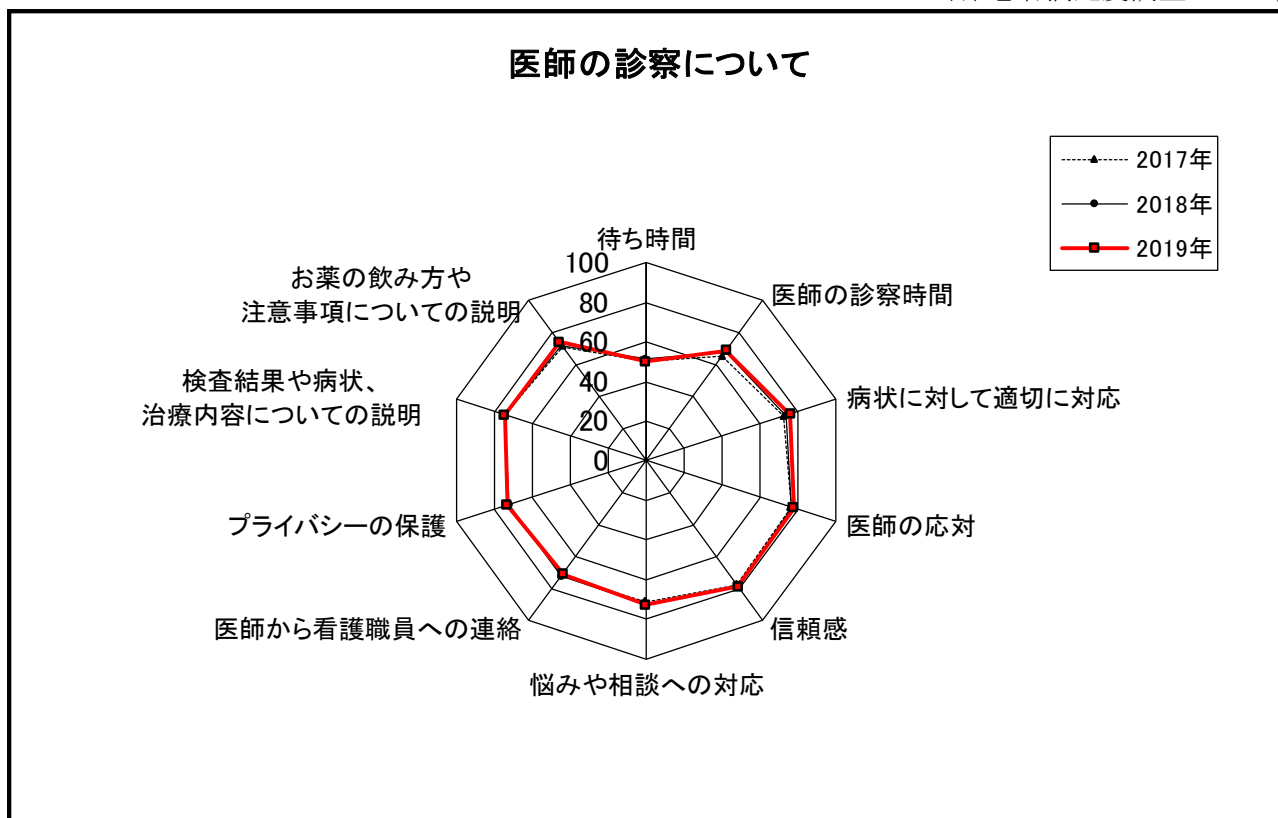 医師の診察について
2017年
2018年
2019年
待ち時間
医師の診察時間
病状に対して適切に対応
医師の応対
信頼感
悩みや相談への対応
医師から看護職員への連絡
プライバシーの保護
検査結果や病状、
治療内容についての説明
お薬の飲み方や
注意事項についての説明
100
80
60
40
20
0